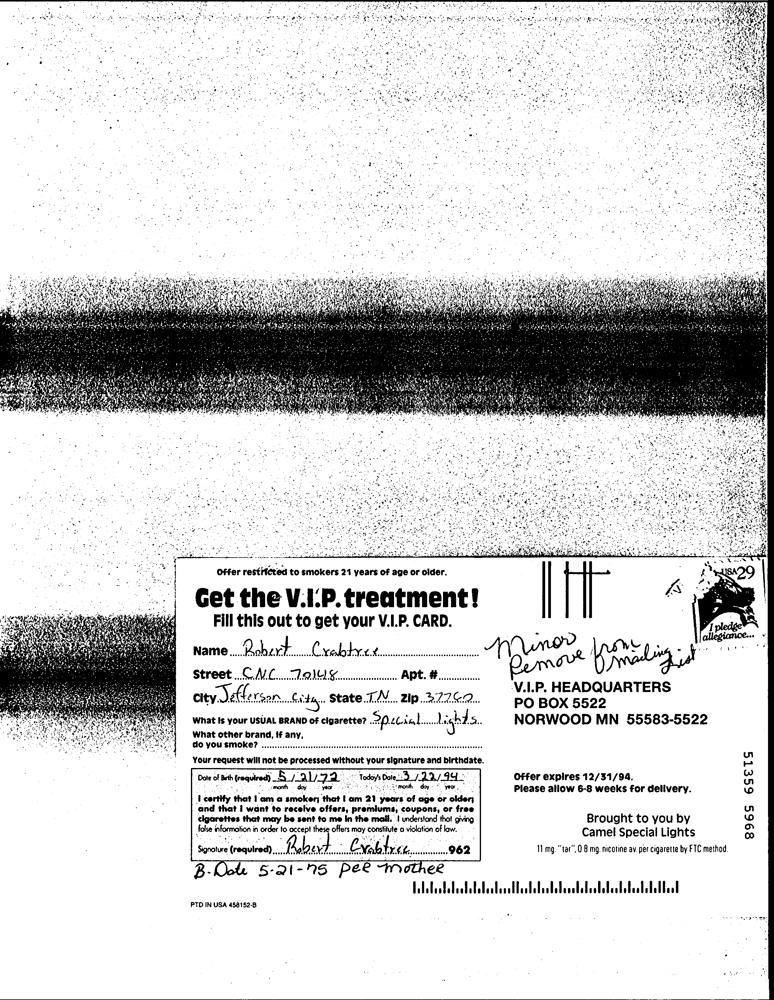 Offer restricted to smokers 21 years of age or older.
Get the V.I.P. treatment!
Fill this out to get your V.I.P. CARD.
Name Robert Crabtree
Street C.N.C 70148 Apt. #
City Jefferson City State TN Zip 37760
What is your USUAL BRAND of cigarette? Special lights
What other brand, if any,
do you smoke?
Your request will not be processed without your signature and birthdate.
Date of Birth (required) 5/21/72 Today's Date 3/22/94
month day year month day year
I certify that I am a smoker; that I am 21 years of age or older;
and that I want to receive offers, premiums, coupons, or free
cigarettes that may be sent to me in the mail. I understand that giving
false information in order to accept these offers may constitute a violation of law.
Signature (required) Robert Crabtree 962
B. Date 5-21-75 per mother
PTD IN USA 458152-B
USA 29
I pledge
allegiance...
Minor
Remove from mailing list
V.I.P. HEADQUARTERS
PO BOX 5522
NORWOOD MN 55583-5522
Offer expires 12/31/94.
Please allow 6-8 weeks for delivery.
Brought to you by
Camel Special Lights
11 mg. "tar", 0.8 mg. nicotine av. per cigarette by FTC method.
51359 5968